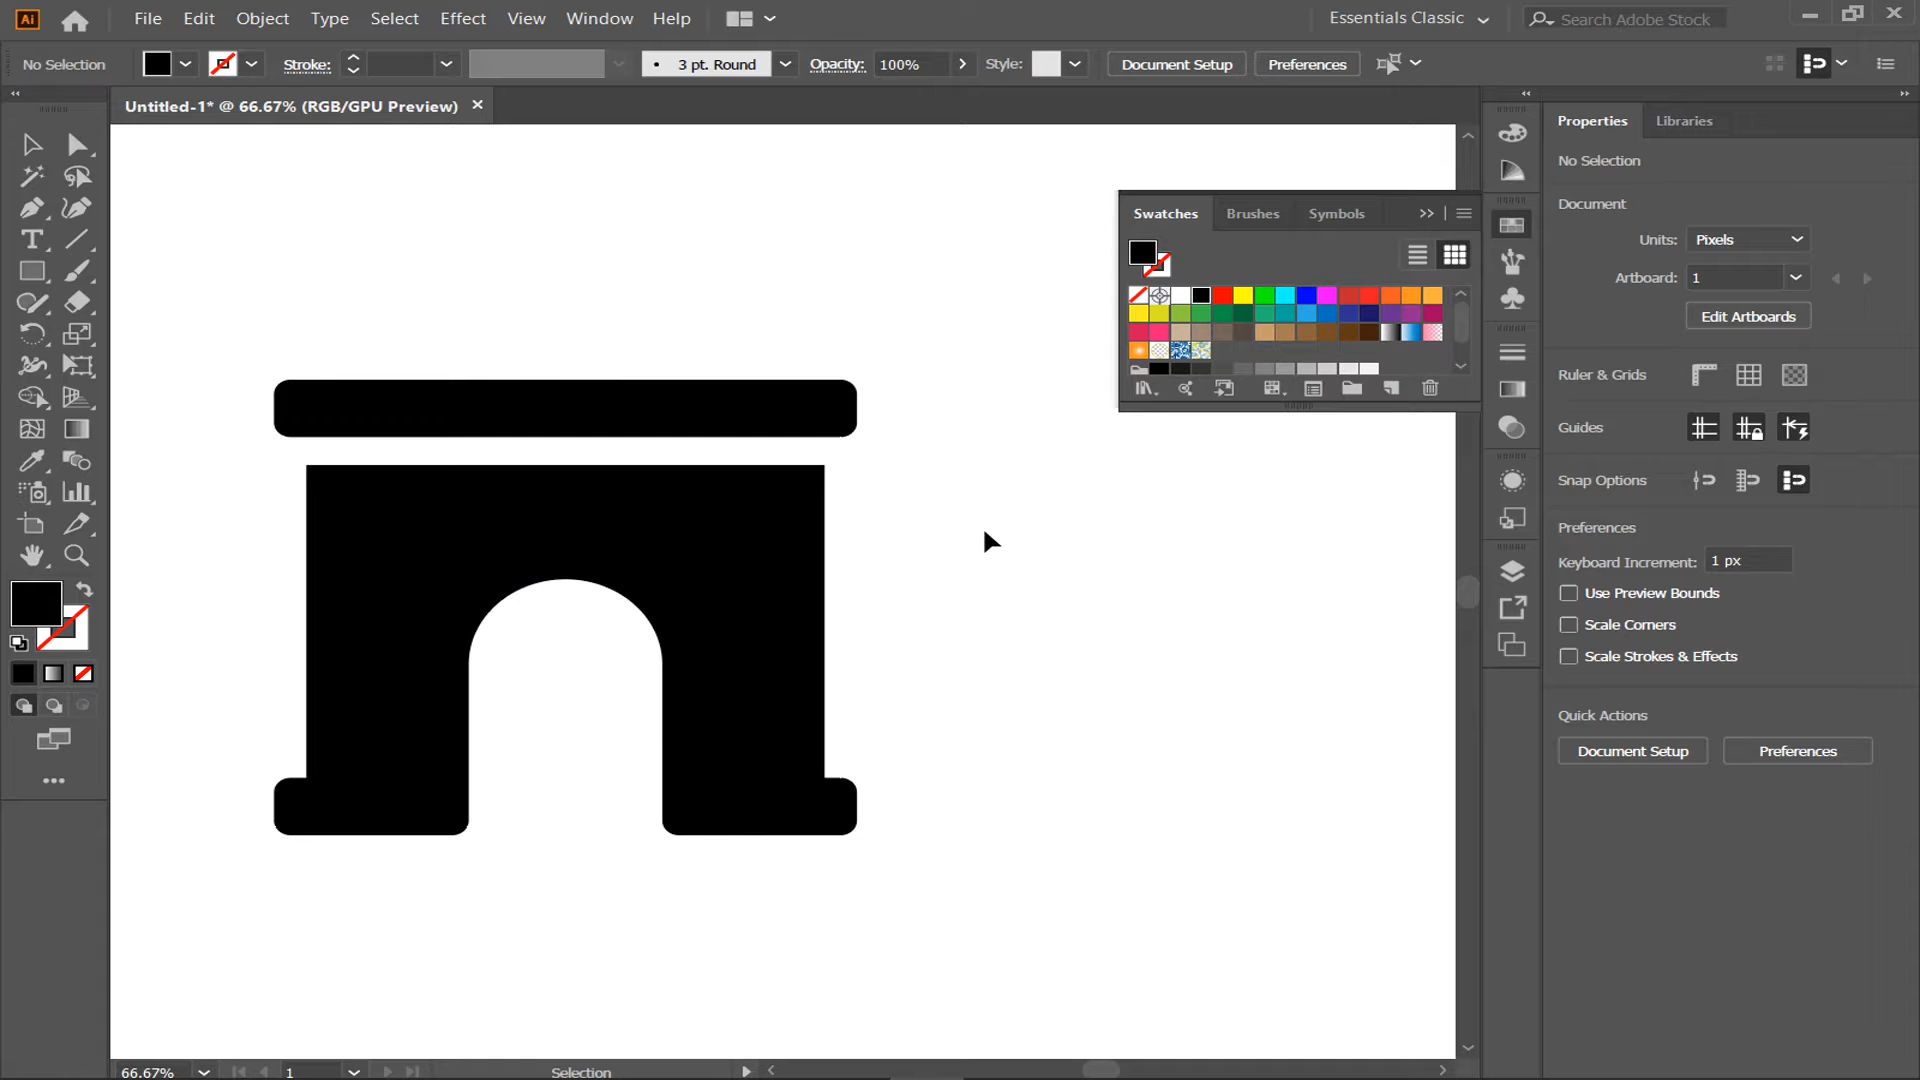 Ai
File Edit Object Type Select Effect View Window Help
Essentials Classic
Search Adobe Stock
No Selection
Stroke:
3 pt. Round
Opacity: 100%
Style:
Document Setup
Preferences
Untitled-1* @ 66.67% (RGB/GPU Preview)
Properties Libraries
No Selection
Document
Units: Pixels
Artboard: 1
Edit Artboards
Ruler & Grids
Guides
Snap Options
Preferences
Keyboard Increment: 1 px
Use Preview Bounds
Scale Corners
Scale Strokes & Effects
Quick Actions
Document Setup
Preferences
Swatches Brushes Symbols
66.67%
1
Selection